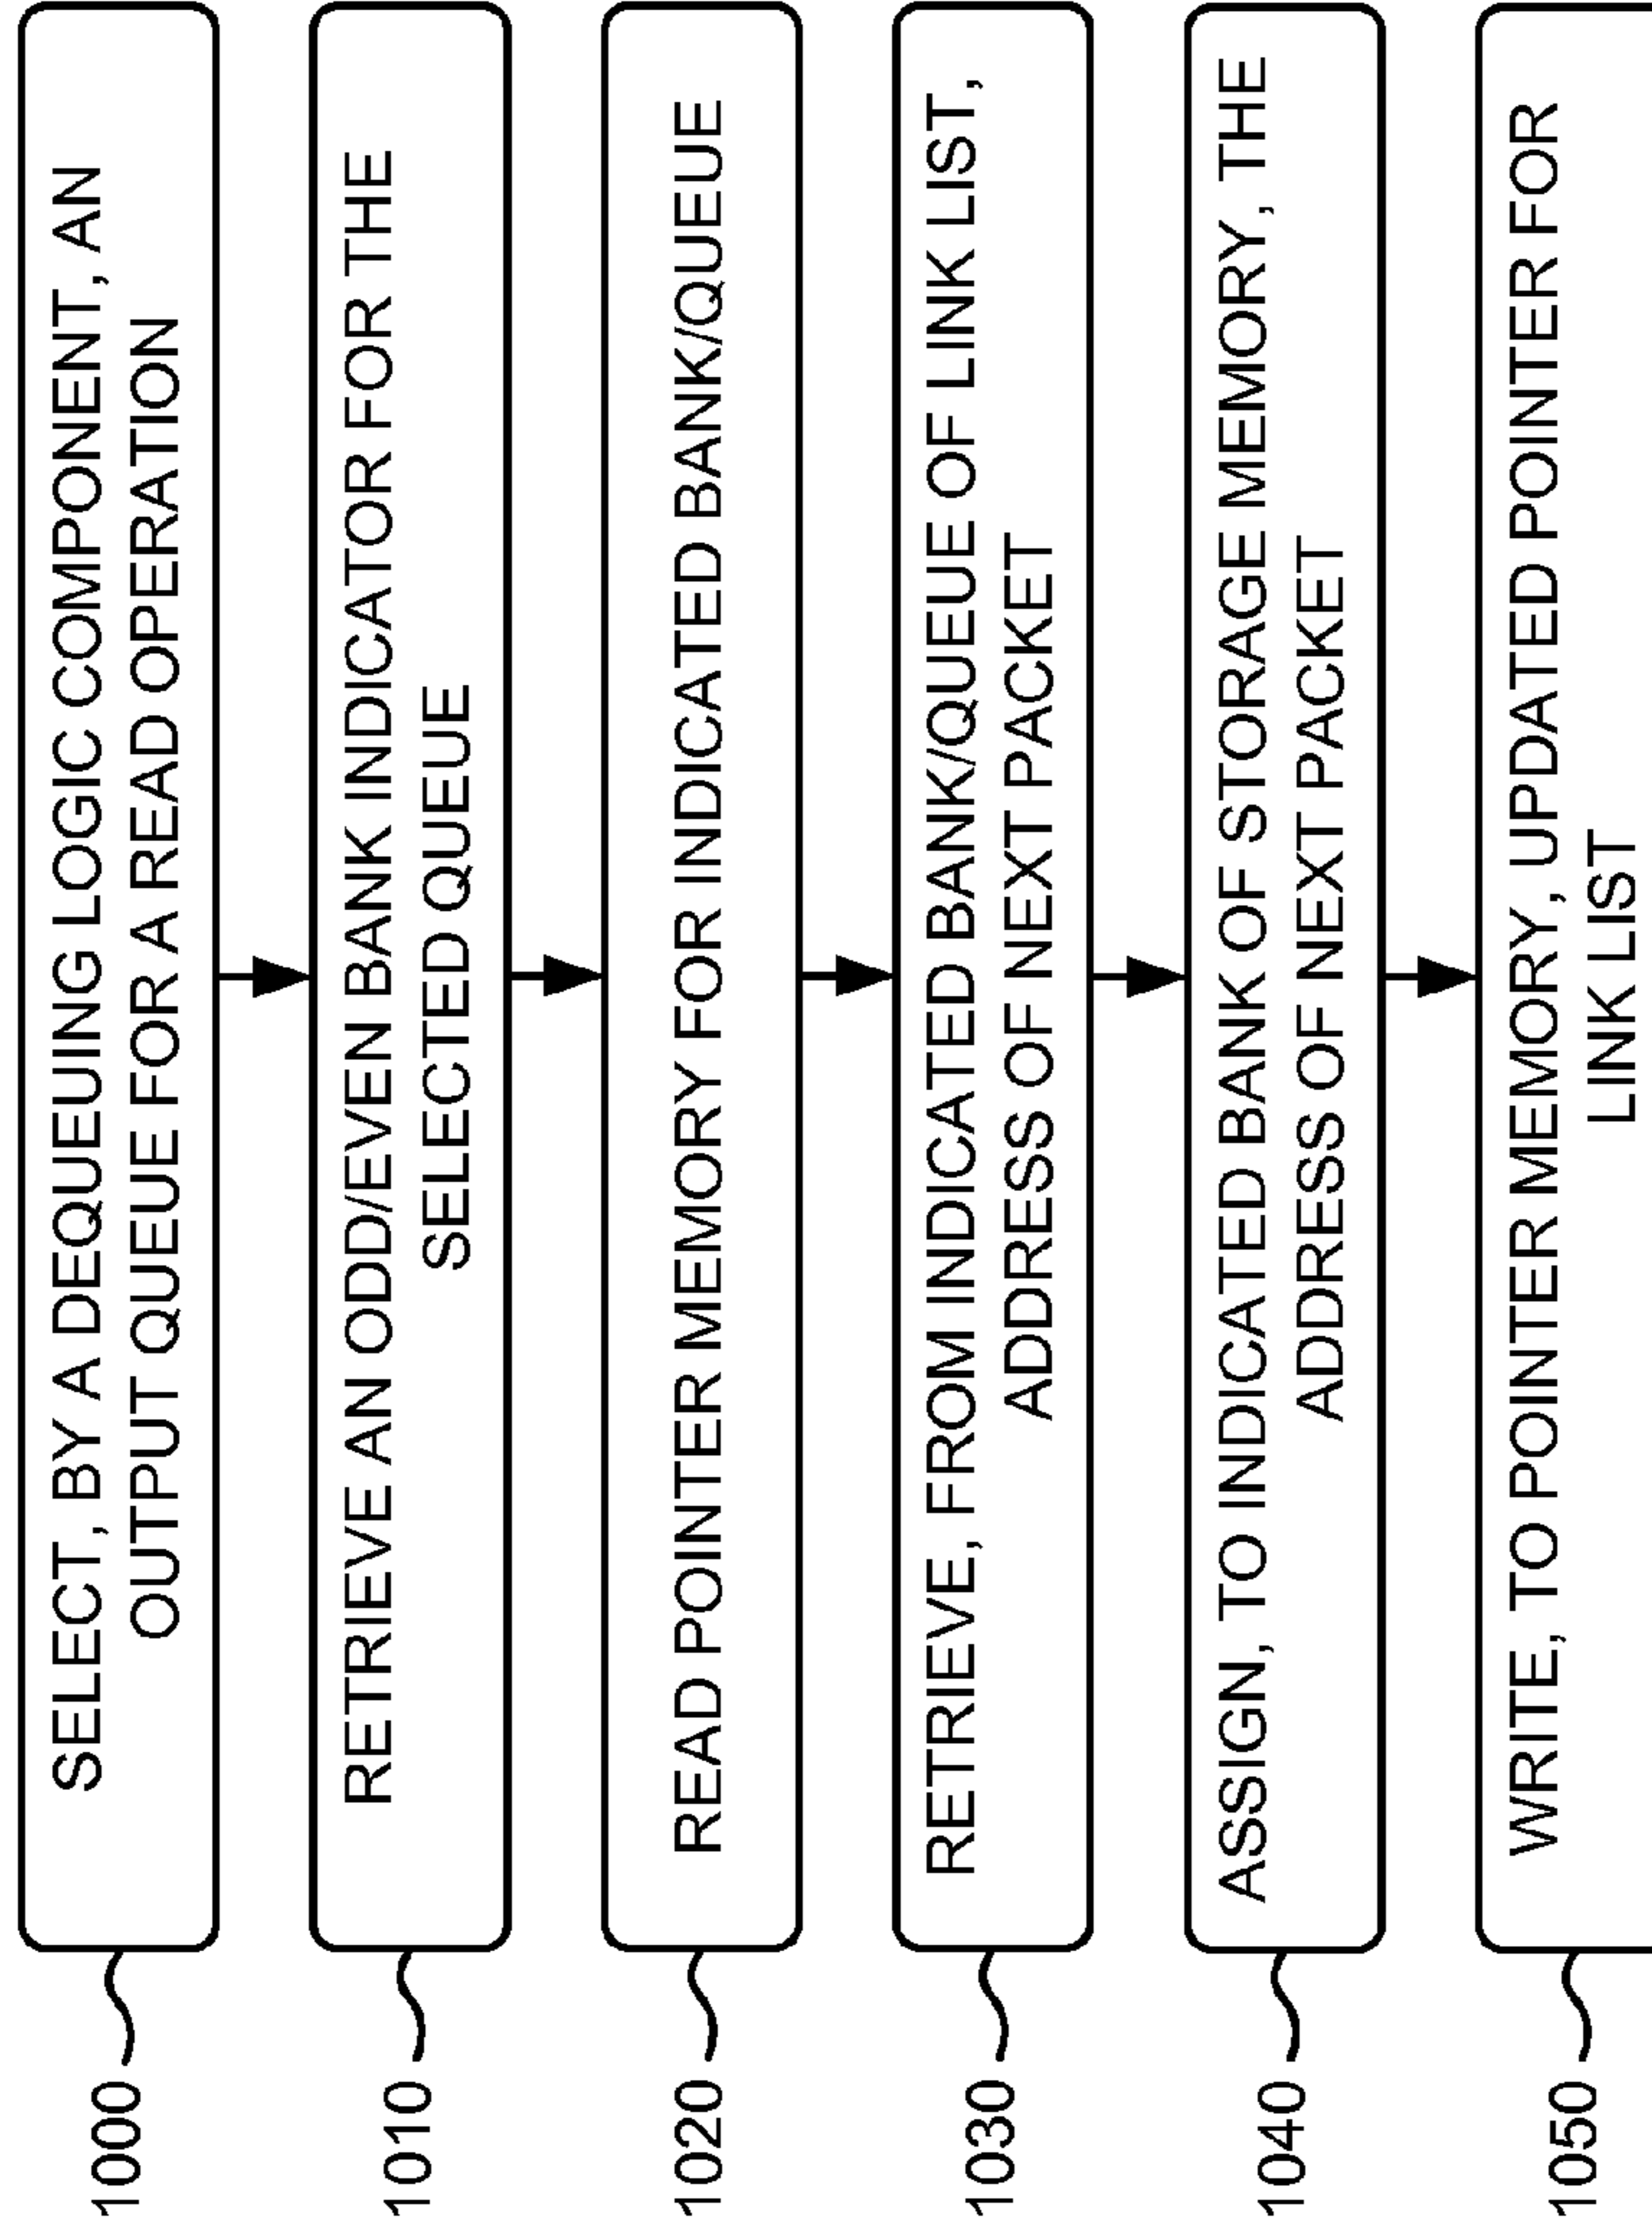 1000
SELECT, BY A DEQUEUING LOGIC COMPONENT, AN
OUTPUT QUEUE FOR A READ OPERATION
1010
RETRIEVE AN ODD/EVEN BANK INDICATOR FOR THE
SELECTED QUEUE
1020
READ POINTER MEMORY FOR INDICATED BANK/QUEUE
1030
RETRIEVE, FROM INDICATED BANK/QUEUE OF LINK LIST,
ADDRESS OF NEXT PACKET
1040
ASSIGN, TO INDICATED BANK OF STORAGE MEMORY, THE
ADDRESS OF NEXT PACKET
1050
WRITE, TO POINTER MEMORY, UPDATED POINTER FOR
LINK LIST